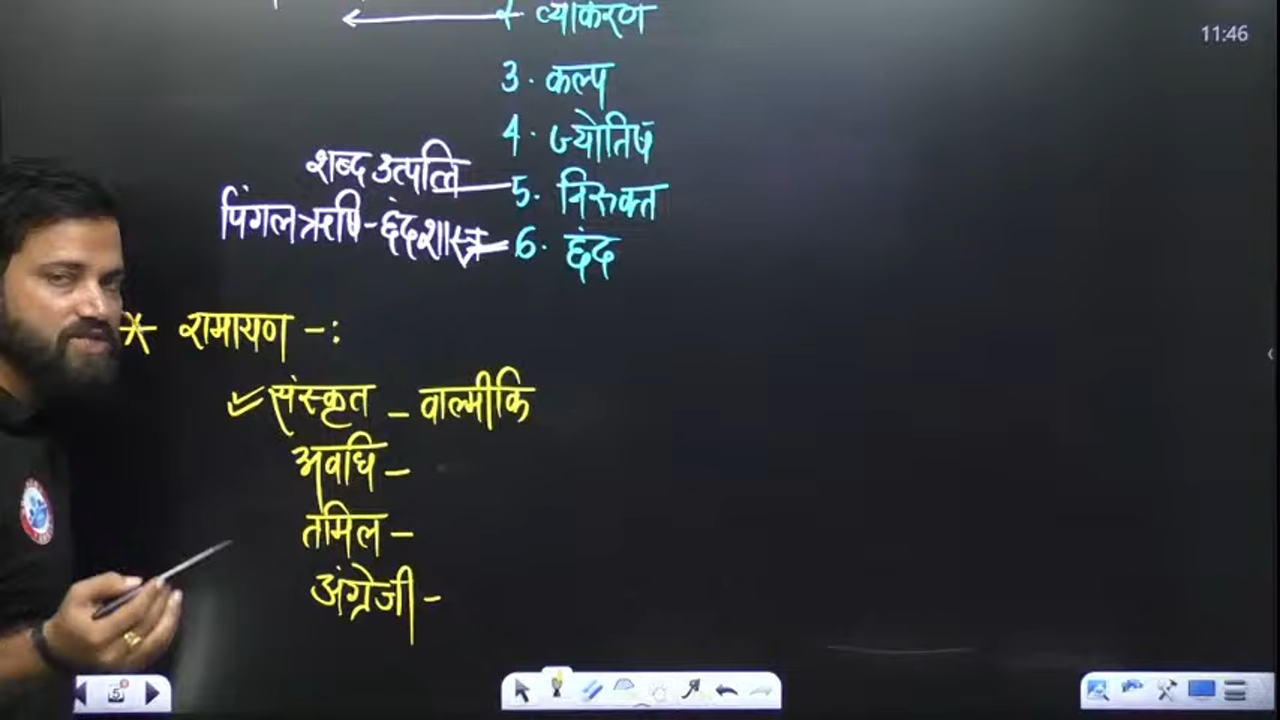 व्याकरण
11:46
3. कल्प
4. ज्योतिष
शब्द उत्पत्ति — 5. निरुक्त
पिंगल ऋषि - छंदशास्त्र — 6. छंद
* रामायण -:
संस्कृत - वाल्मीकि
अवधि -
तमिल -
अंग्रेजी -